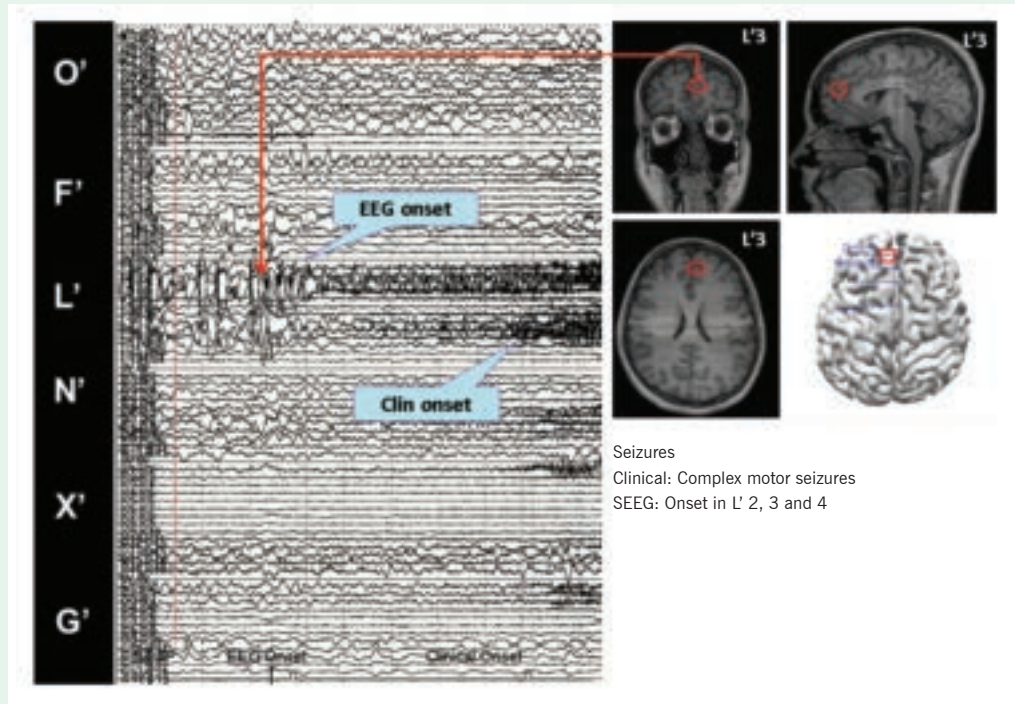 O'
F'
L'
N'
X'
G'
EEG onset
Clin onset
EEG Onset
Clinical Onset
L'3
L'3
L'3
Seizures
Clinical: Complex motor seizures
SEEG: Onset in L' 2, 3 and 4